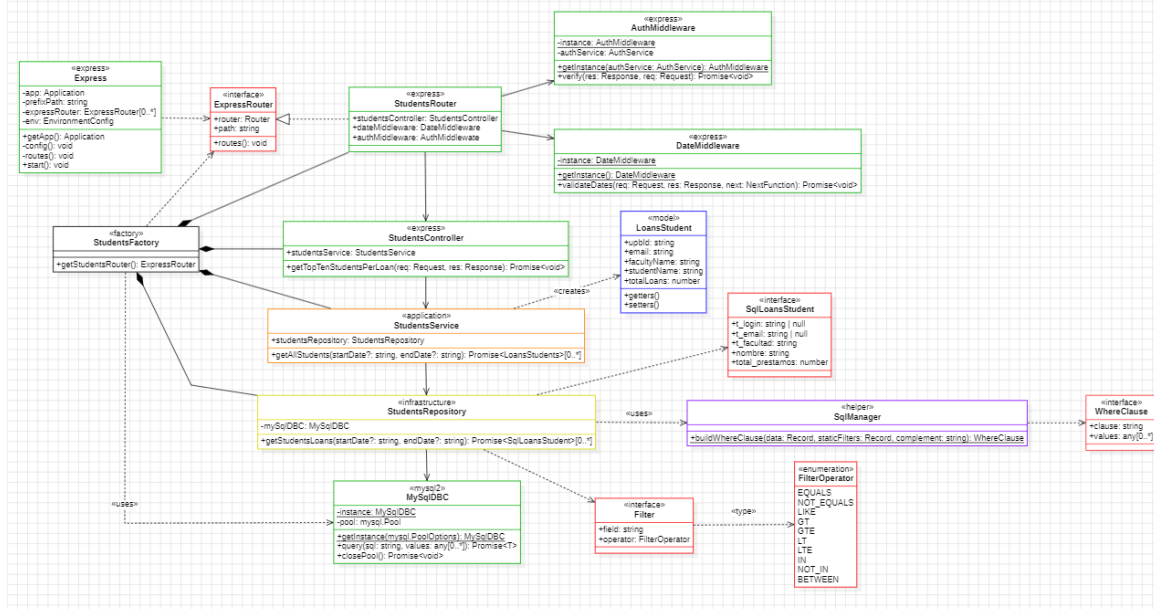 «express»
AuthMiddleware
-instance: AuthMiddleware
-authService: AuthService
+getInstance(authService: AuthService): AuthMiddleware
+verify(res: Response, req: Request): Promise<void>
«express»
Express
-app: Application
-prefixPath: string
-expressRouter: ExpressRouter[0..*]
-env: EnvironmentConfig
+getApp(): Application
-config(): void
-routes(): void
+start(): void
«interface»
ExpressRouter
+router: Router
+path: string
+routes(): void
«express»
StudentsRouter
+studentsController: StudentsController
+dateMiddleware: DateMiddleware
+authMiddleware: AuthMiddlewate
«express»
DateMiddleware
-instance: DateMiddleware
+getInstance(): DateMiddleware
+validateDates(req: Request, res: Response, next: NextFunction): Promise<void>
«factory»
StudentsFactory
+getStudentsRouter(): ExpressRouter
«express»
StudentsController
+studentsService: StudentsService
+getTopTenStudentsPerLoan(req: Request, res: Response): Promise<void>
«model»
LoansStudent
+upbId: string
+email: string
+facultyName: string
+studentName: string
+totalLoans: number
+getters()
+setters()
«creates»
«interface»
SqlLoansStudent
+t_login: string | null
+t_email: string | null
+t_facultad: string
+nombre: string
+total_prestamos: number
«application»
StudentsService
+studentsRepository: StudentsRepository
+getAllStudents(startDate?: string, endDate?: string): Promise<LoansStudents>[0..*]
«infrastructure»
StudentsRepository
-mySqlDBC: MySqlDBC
+getStudentsLoans(startDate?: string, endDate?: string): Promise<SqlLoansStudent>[0..*]
«uses»
«helper»
SqlManager
+buildWhereClause(data: Record, staticFilters: Record, complement: string): WhereClause
«interface»
WhereClause
+clause: string
+values: any[0..*]
«uses»
«mysql2»
MySqlDBC
-instance: MySqlDBC
-pool: mysql.Pool
+getInstance(mysql.PoolOptions): MySqlDBC
+query(sql: string, values: any[0..*]): Promise<T>
+closePool(): Promise<void>
«interface»
Filter
+field: string
+operator: FilterOperator
«type»
«enumeration»
FilterOperator
EQUALS
NOT_EQUALS
LIKE
GT
GTE
LT
LTE
IN
NOT_IN
BETWEEN